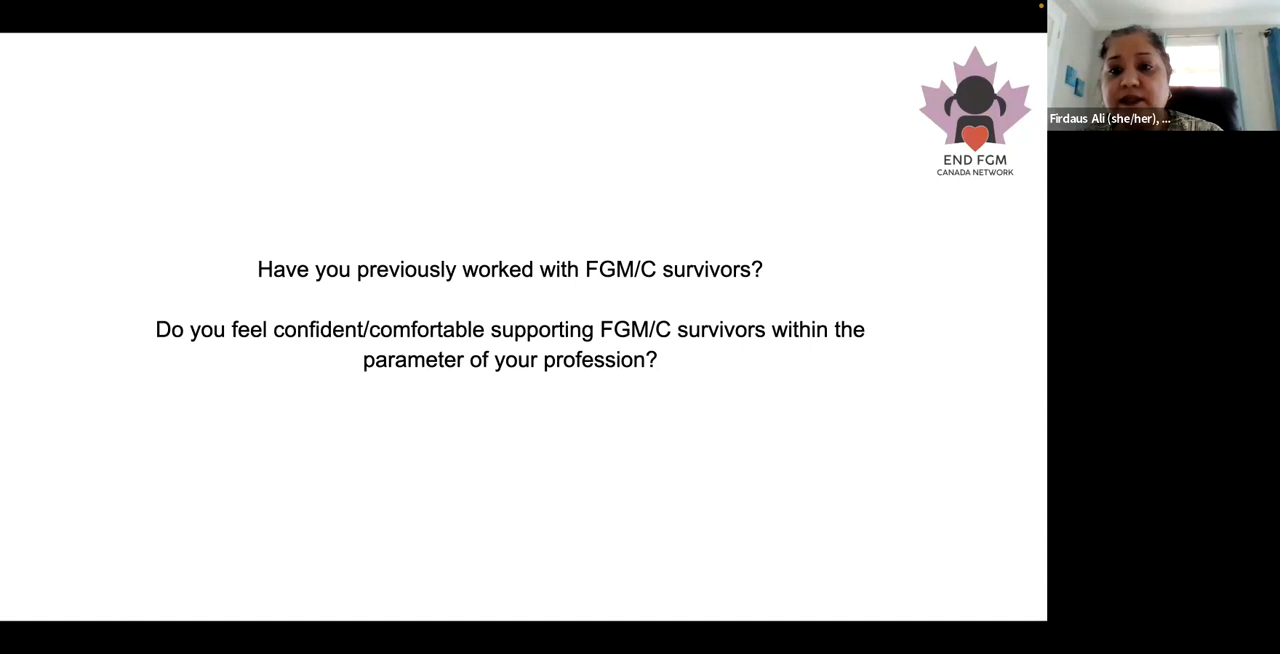 Firdaus Ali (she/her), ...
END FGM
CANADA NETWORK
Have you previously worked with FGM/C survivors?
Do you feel confident/comfortable supporting FGM/C survivors within the
parameter of your profession?